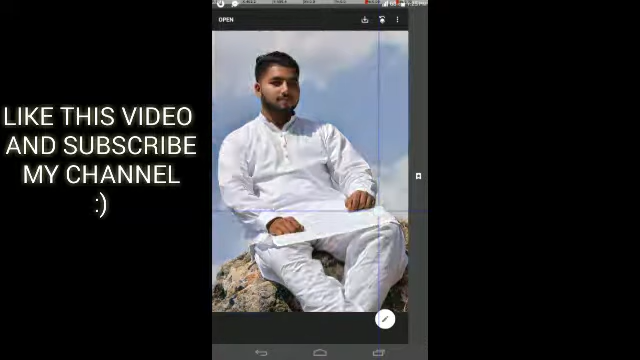 LIKE THIS VIDEO
AND SUBSCRIBE
MY CHANNEL
:)
OPEN